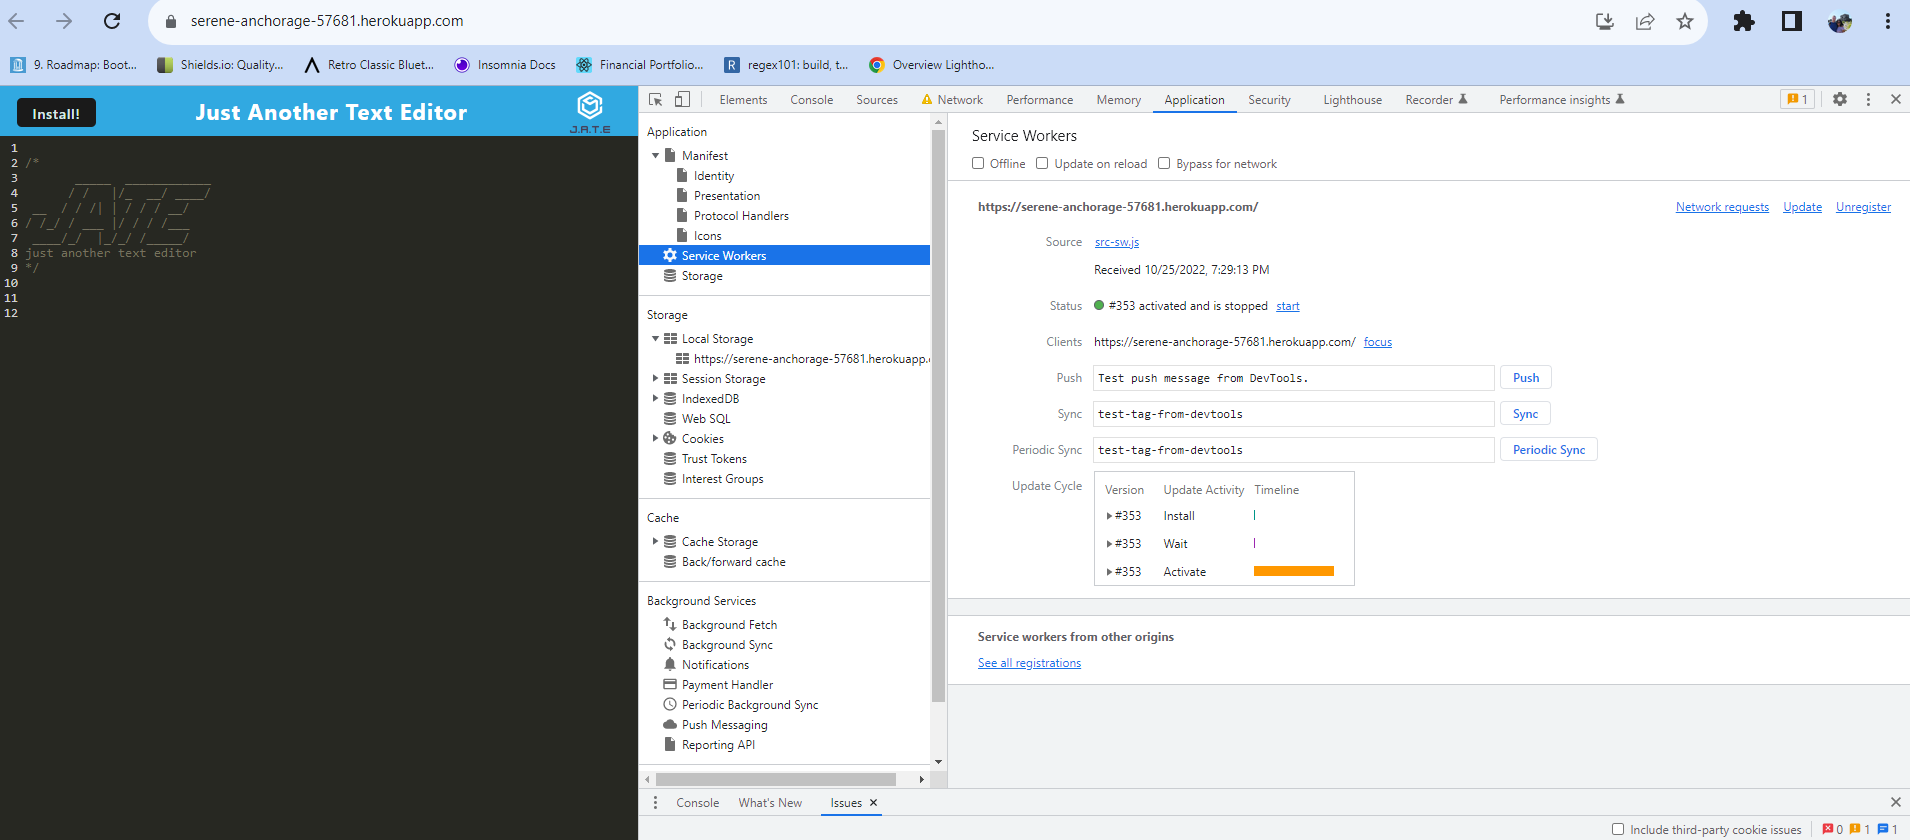 serene-anchorage-57681.herokuapp.com
9. Roadmap: Boot... Shields.io: Quality... Retro Classic Bluet... Insomnia Docs Financial Portfolio... R regex101: build, t... Overview Lightho...
Install! Just Another Text Editor J.A.T.E
1
2 /*
3 _____ ____________
4 / / |/_ __/ ____/
5 __ / / /| | / / / __/
6 / /_/ / ___ |/ / / /___
7 ____/_/ |_/_/ /_____/
8 just another text editor
9 */
10
11
12
Elements Console Sources Network Performance Memory Application Security Lighthouse Recorder Performance insights 1
Application
Manifest
Identity
Presentation
Protocol Handlers
Icons
Service Workers
Storage
Storage
Local Storage
https://serene-anchorage-57681.herokuapp.
Session Storage
IndexedDB
Web SQL
Cookies
Trust Tokens
Interest Groups
Cache
Cache Storage
Back/forward cache
Background Services
Background Fetch
Background Sync
Notifications
Payment Handler
Periodic Background Sync
Push Messaging
Reporting API
Service Workers
Offline Update on reload Bypass for network
https://serene-anchorage-57681.herokuapp.com/ Network requests Update Unregister
Source src-sw.js
Received 10/25/2022, 7:29:13 PM
Status #353 activated and is stopped start
Clients https://serene-anchorage-57681.herokuapp.com/ focus
Push Test push message from DevTools. Push
Sync test-tag-from-devtools Sync
Periodic Sync test-tag-from-devtools Periodic Sync
Update Cycle Version Update Activity Timeline
#353 Install
#353 Wait
#353 Activate
Service workers from other origins
See all registrations
Console What's New Issues
Include third-party cookie issues 0 1 1